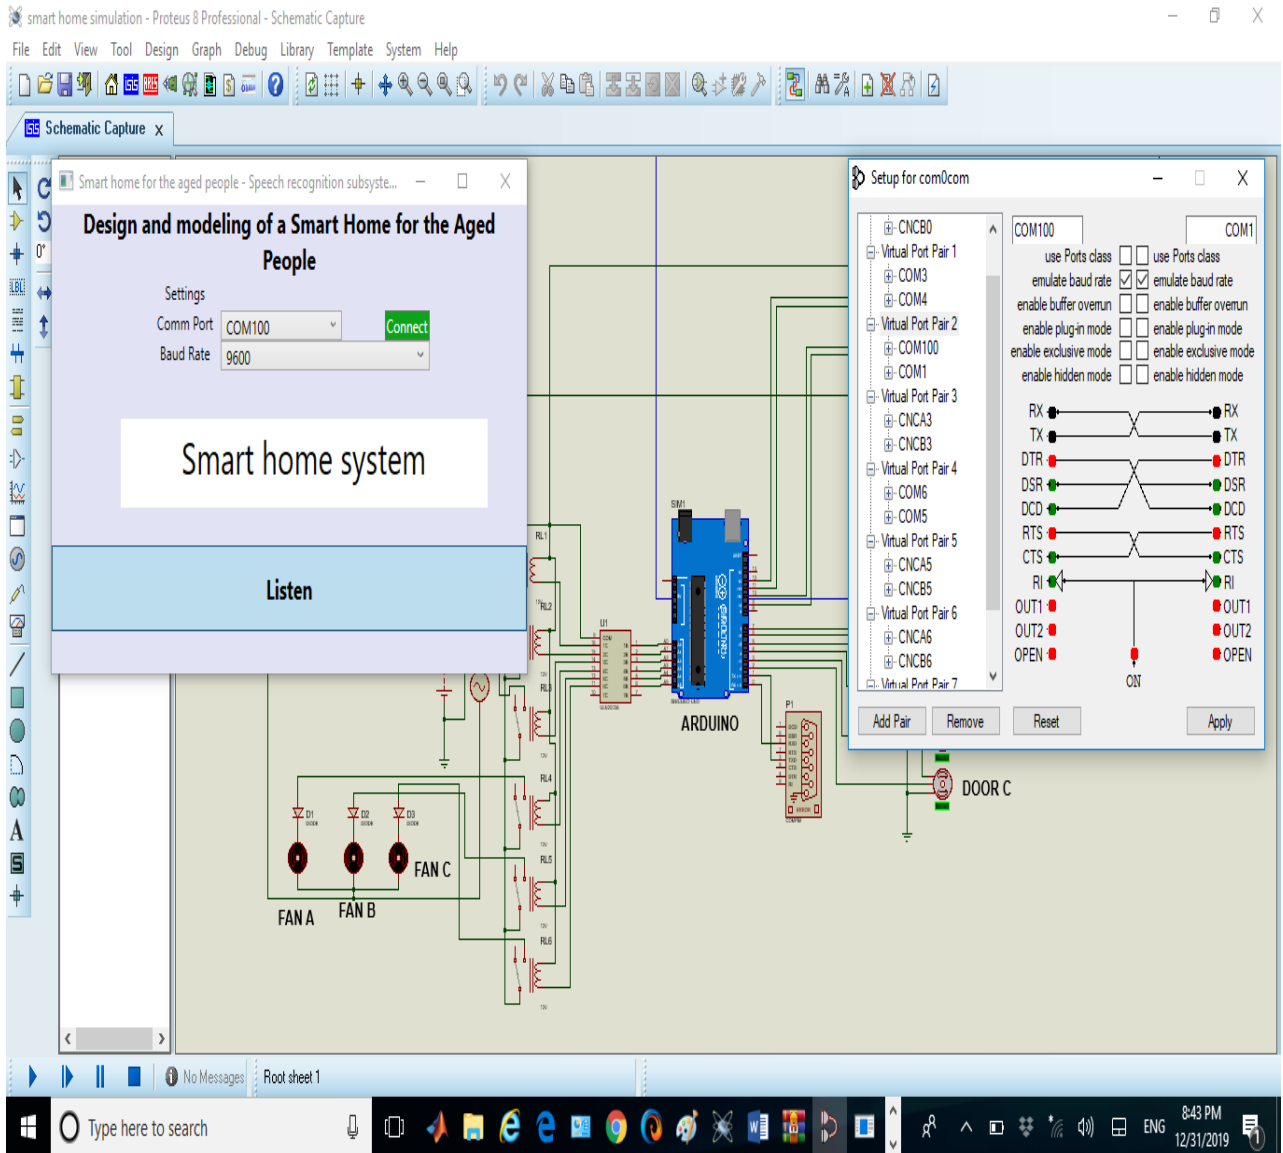 smart home simulation - Proteus 8 Professional - Schematic Capture
File Edit View Tool Design Graph Debug Library Template System Help
Schematic Capture x
Smart home for the aged people - Speech recognition subsyste...
Design and modeling of a Smart Home for the Aged
People
Settings
Comm Port COM100 Connect
Baud Rate 9600
Smart home system
Listen
Setup for com0com
CNCB0
Virtual Port Pair 1
COM3
COM4
Virtual Port Pair 2
COM100
COM1
Virtual Port Pair 3
CNCA3
CNCB3
Virtual Port Pair 4
COM6
COM5
Virtual Port Pair 5
CNCA5
CNCB5
Virtual Port Pair 6
CNCA6
CNCB6
Virtual Port Pair 7
COM100 COM1
use Ports class use Ports class
emulate baud rate emulate baud rate
enable buffer overrun enable buffer overrun
enable plug-in mode enable plug-in mode
enable exclusive mode enable exclusive mode
enable hidden mode enable hidden mode
RX RX
TX TX
DTR DTR
DSR DSR
DCD DCD
RTS RTS
CTS CTS
RI RI
OUT1 OUT1
OUT2 OUT2
OPEN OPEN
ON
Add Pair Remove Reset Apply
0°
LBL
A
S
SIM1
RL1
RL2
RL3
RL4
RL5
RL6
U1
ARDUINO
P1
DOOR C
D1
D2
D3
FAN A
FAN B
FAN C
No Messages Root sheet 1
Type here to search
ENG
8:43 PM
12/31/2019
1